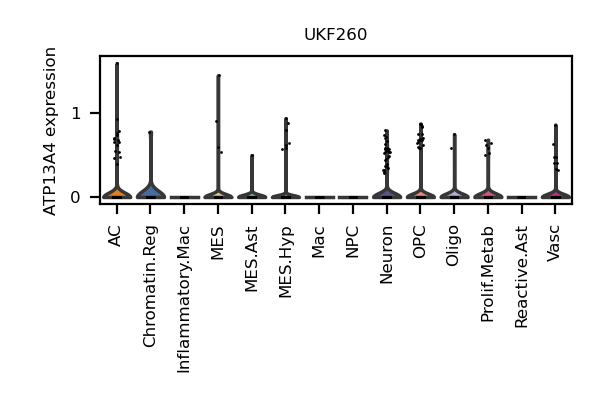 UKF260
ATP13A4 expression
1
0
AC
Chromatin.Reg
Inflammatory.Mac
MES
MES.Ast
MES.Hyp
Mac
NPC
Neuron
OPC
Oligo
Prolif.Metab
Reactive.Ast
Vasc